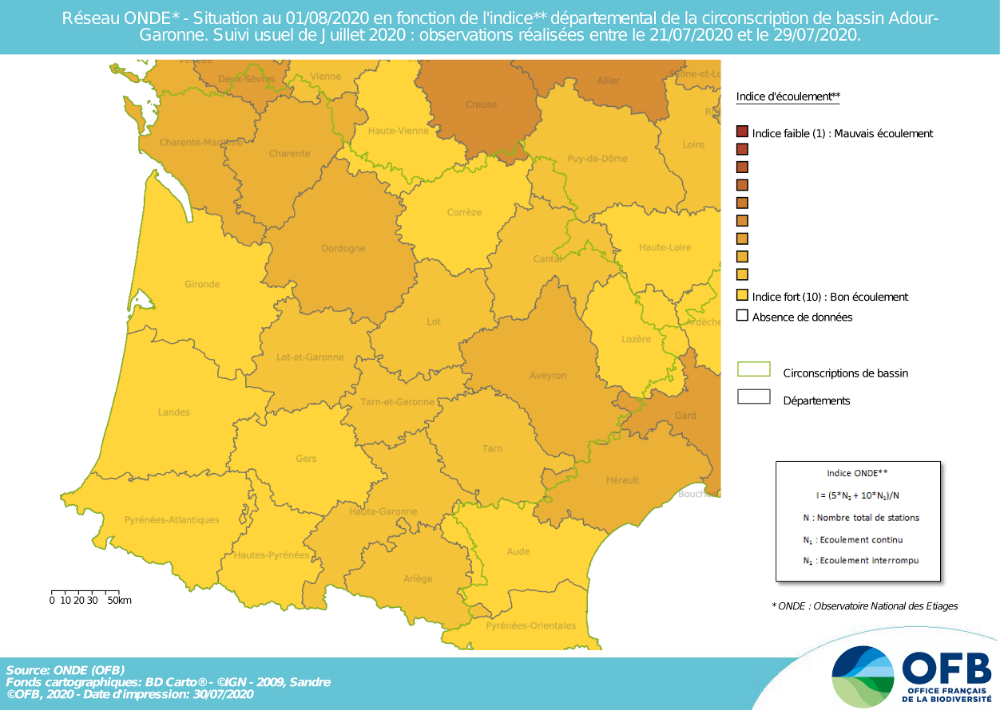 Réseau ONDE* - Situation au 01/08/2020 en fonction de l'indice** départemental de la circonscription de bassin Adour-
Garonne. Suivi usuel de Juillet 2020 : observations réalisées entre le 21/07/2020 et le 29/07/2020.
Deux-Sèvres
Vienne
Allier
Saône-et-Lo
Creuse
Haute-Vienne
Charente-Maritime
Charente
Puy-de-Dôme
Loire
Corrèze
Dordogne
Cantal
Haute-Loire
Gironde
Lot
Ardèche
Lozère
Lot-et-Garonne
Aveyron
Tarn-et-Garonne
Landes
Gard
Tarn
Gers
Hérault
Bouches
Haute-Garonne
Pyrénées-Atlantiques
Hautes-Pyrénées
Aude
Ariège
Pyrénées-Orientales
0 10 20 30 50km
Indice d'écoulement**
Indice faible (1) : Mauvais écoulement
Indice fort (10) : Bon écoulement
Absence de données
Circonscriptions de bassin
Départements
Indice ONDE**
I = (5*N₂ + 10*N₁)/N
N : Nombre total de stations
N₁ : Ecoulement continu
N₂ : Ecoulement interrompu
* ONDE : Observatoire National des Etiages
Source: ONDE (OFB)
Fonds cartographiques: BD Carto® - ©IGN - 2009, Sandre
©OFB, 2020 - Date d'impression: 30/07/2020
OFB
OFFICE FRANÇAIS
DE LA BIODIVERSITÉ